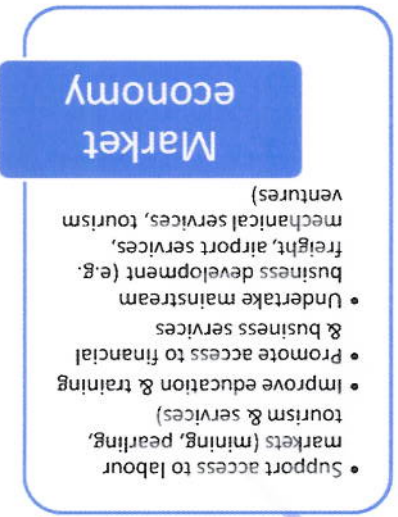 • Support access to labour
markets (mining, pearling,
tourism & services)
• Improve education & training
• Promote access to financial
& business services
• Undertake mainstream
business development (e.g.
freight, airport services,
mechanical services, tourism
ventures)
Market
economy